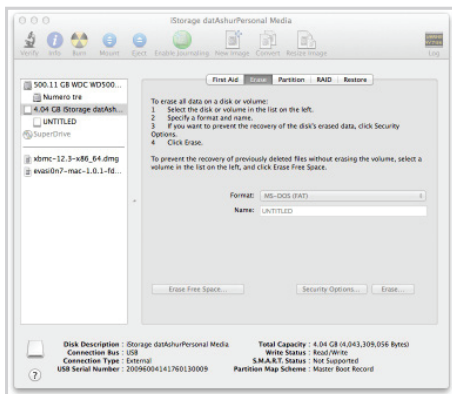 iStorage datAshurPersonal Media
Verify Info Burn Mount Eject Enable Journaling New Image Convert Resize Image Log
500.11 GB WDC WD500...
Numero tre
4.04 GB iStorage datAsh...
UNTITLED
SuperDrive
xbmc-12.3-x86_64.dmg
evasi0n7-mac-1.0.1-fd...
First Aid Erase Partition RAID Restore
To erase all data on a disk or volume:
1 Select the disk or volume in the list on the left.
2 Specify a format and name.
3 If you want to prevent the recovery of the disk's erased data, click Security
Options.
4 Click Erase.
To prevent the recovery of previously deleted files without erasing the volume, select a
volume in the list on the left, and click Erase Free Space.
Format: MS-DOS (FAT)
Name: UNTITLED
Erase Free Space... Security Options... Erase...
Disk Description : iStorage datAshurPersonal Media Total Capacity : 4.04 GB (4,043,309,056 Bytes)
Connection Bus : USB Write Status : Read/Write
Connection Type : External S.M.A.R.T. Status : Not Supported
USB Serial Number : 20096004141760130009 Partition Map Scheme : Master Boot Record
?